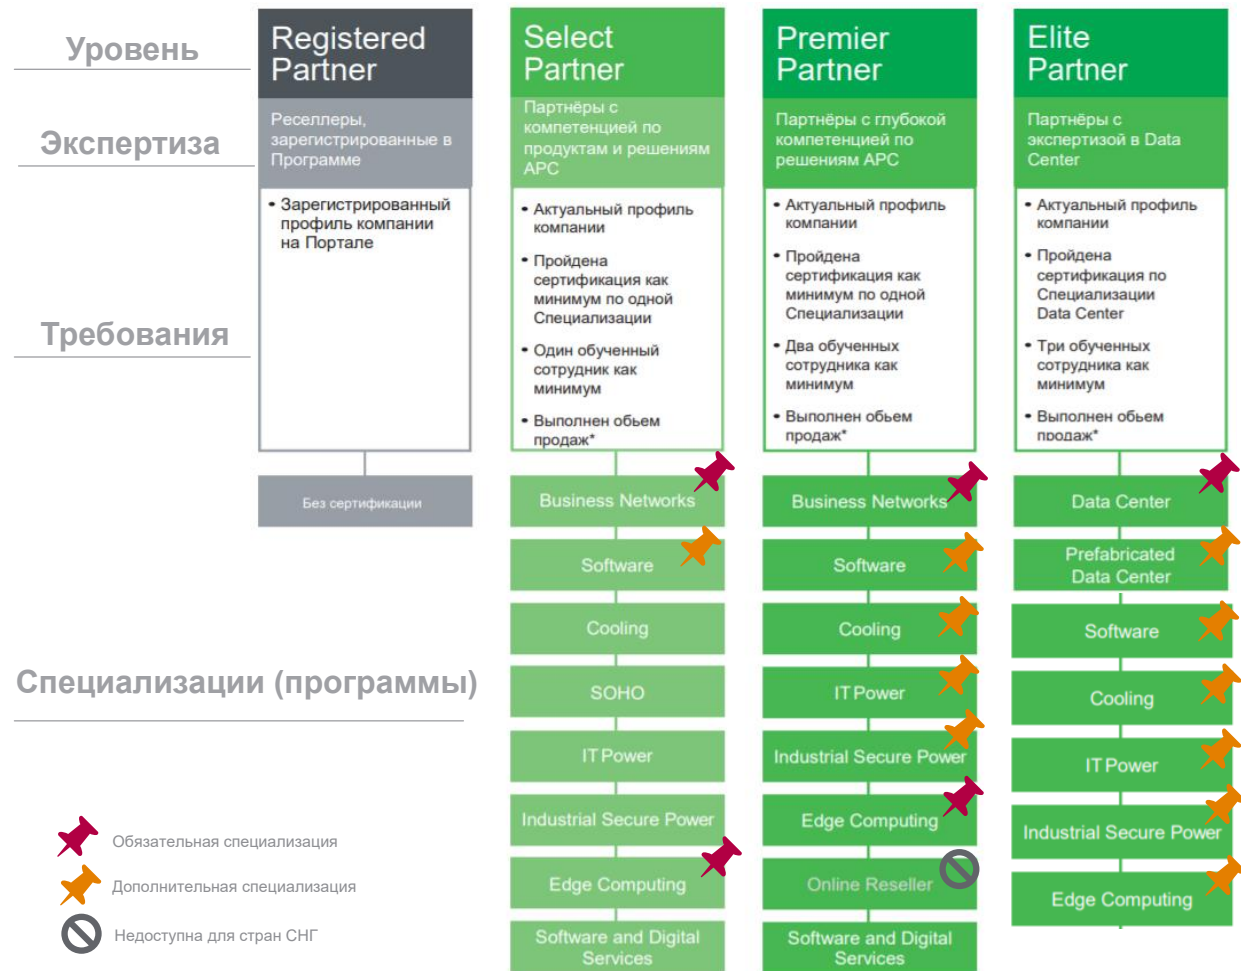 Уровень
Registered
Partner
Select
Partner
Premier
Partner
Elite
Partner
Экспертиза
Реселлеры,
зарегистрированные в
Программе
Партнёры с
компетенцией по
продуктам и решениям
APC
Партнёры с глубокой
компетенцией по
решениям APC
Партнёры с
экспертизой в Data
Center
Требования
• Зарегистрированный
профиль компании
на Портале
• Актуальный профиль
компании
• Пройдена
сертификация как
минимум по одной
Специализации
• Один обученный
сотрудник как
минимум
• Выполнен обьем
продаж*
• Актуальный профиль
компании
• Пройдена
сертификация как
минимум по одной
Специализации
• Два обученных
сотрудника как
минимум
• Выполнен обьем
продаж*
• Актуальный профиль
компании
• Пройдена
сертификация по
Специализации
Data Center
• Три обученных
сотрудника как
минимум
• Выполнен обьем
продаж*
Специализации (программы)
Без сертификации
Business Networks
Software
Cooling
SOHO
IT Power
Industrial Secure Power
Edge Computing
Software and Digital
Services
Business Networks
Software
Cooling
IT Power
Industrial Secure Power
Edge Computing
Online Reseller
Software and Digital
Services
Data Center
Prefabricated
Data Center
Software
Cooling
IT Power
Industrial Secure Power
Edge Computing
Обязательная специализация
Дополнительная специализация
Недоступна для стран СНГ